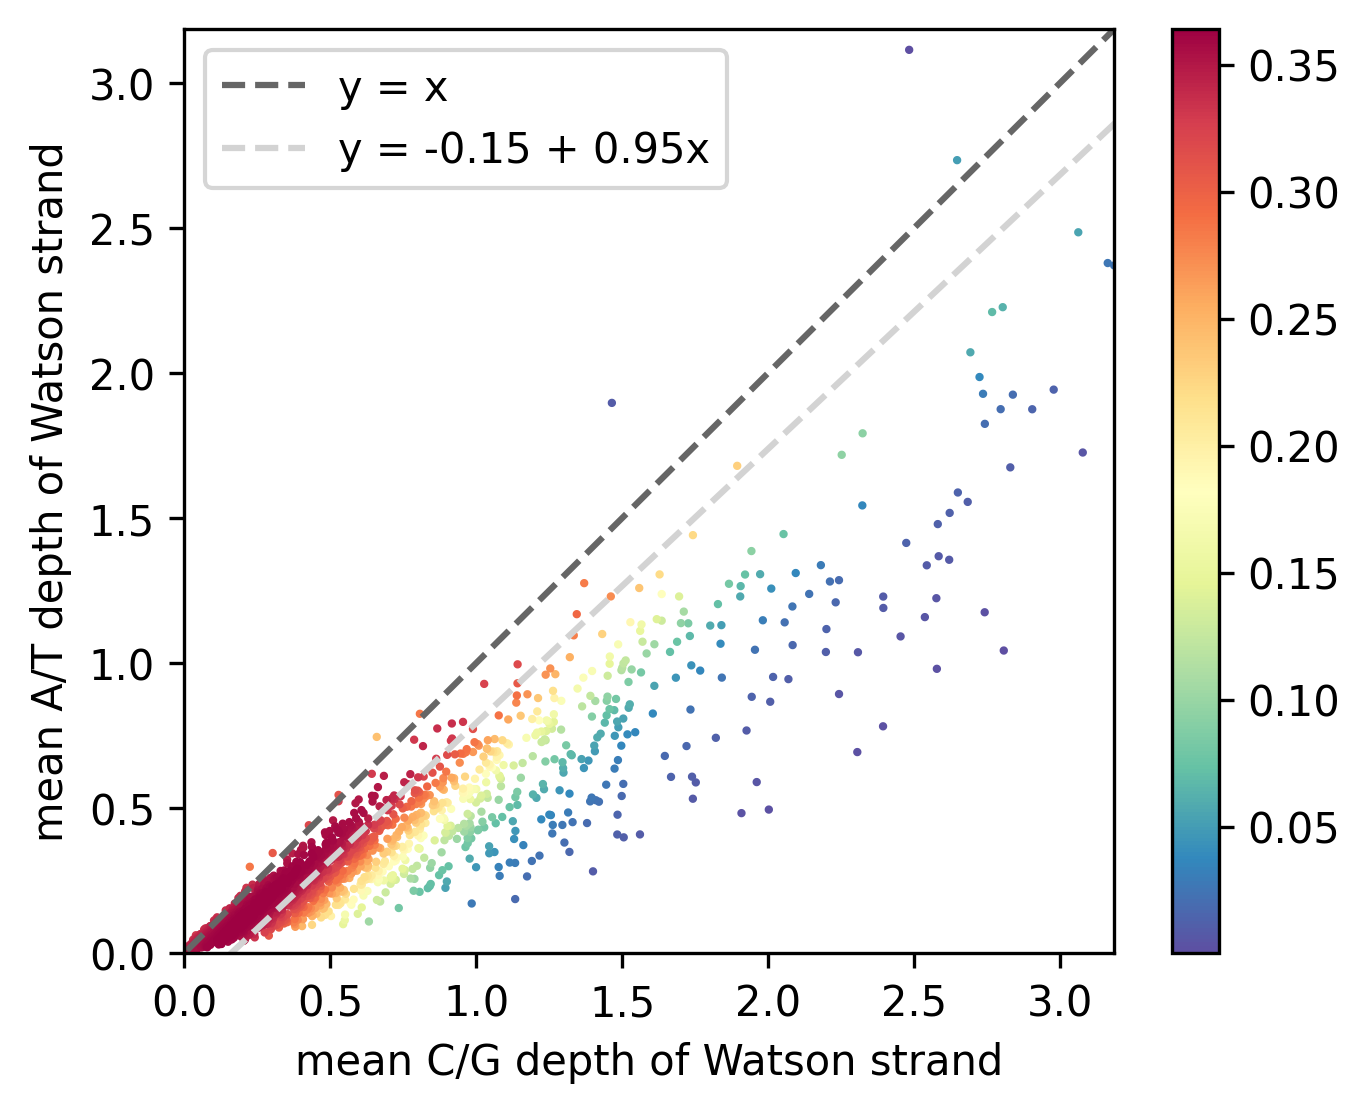 y = x
y = -0.15 + 0.95x
mean A/T depth of Watson strand
3.0
2.5
2.0
1.5
1.0
0.5
0.0
0.0 0.5 1.0 1.5 2.0 2.5 3.0
mean C/G depth of Watson strand
0.35
0.30
0.25
0.20
0.15
0.10
0.05